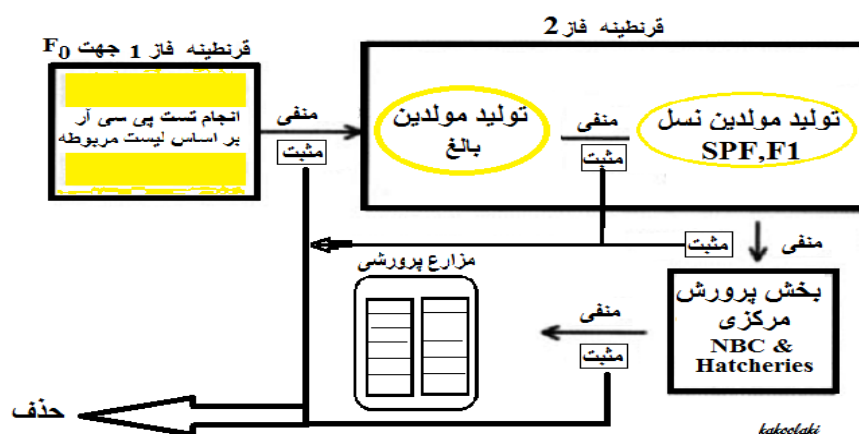 قرنطینه فاز 2
قرنطینه فاز 1 جهت F0
انجام تست پی سی آر
بر اساس لیست مربوطه
منفی
مثبت
تولید مولدین
بالغ
منفی
مثبت
تولید مولدین نسل
SPF,F1
مثبت
منفی
مزارع پرورشی
بخش پرورش
مرکزی
NBC &
Hatcheries
منفی
مثبت
حذف
kakoolaki